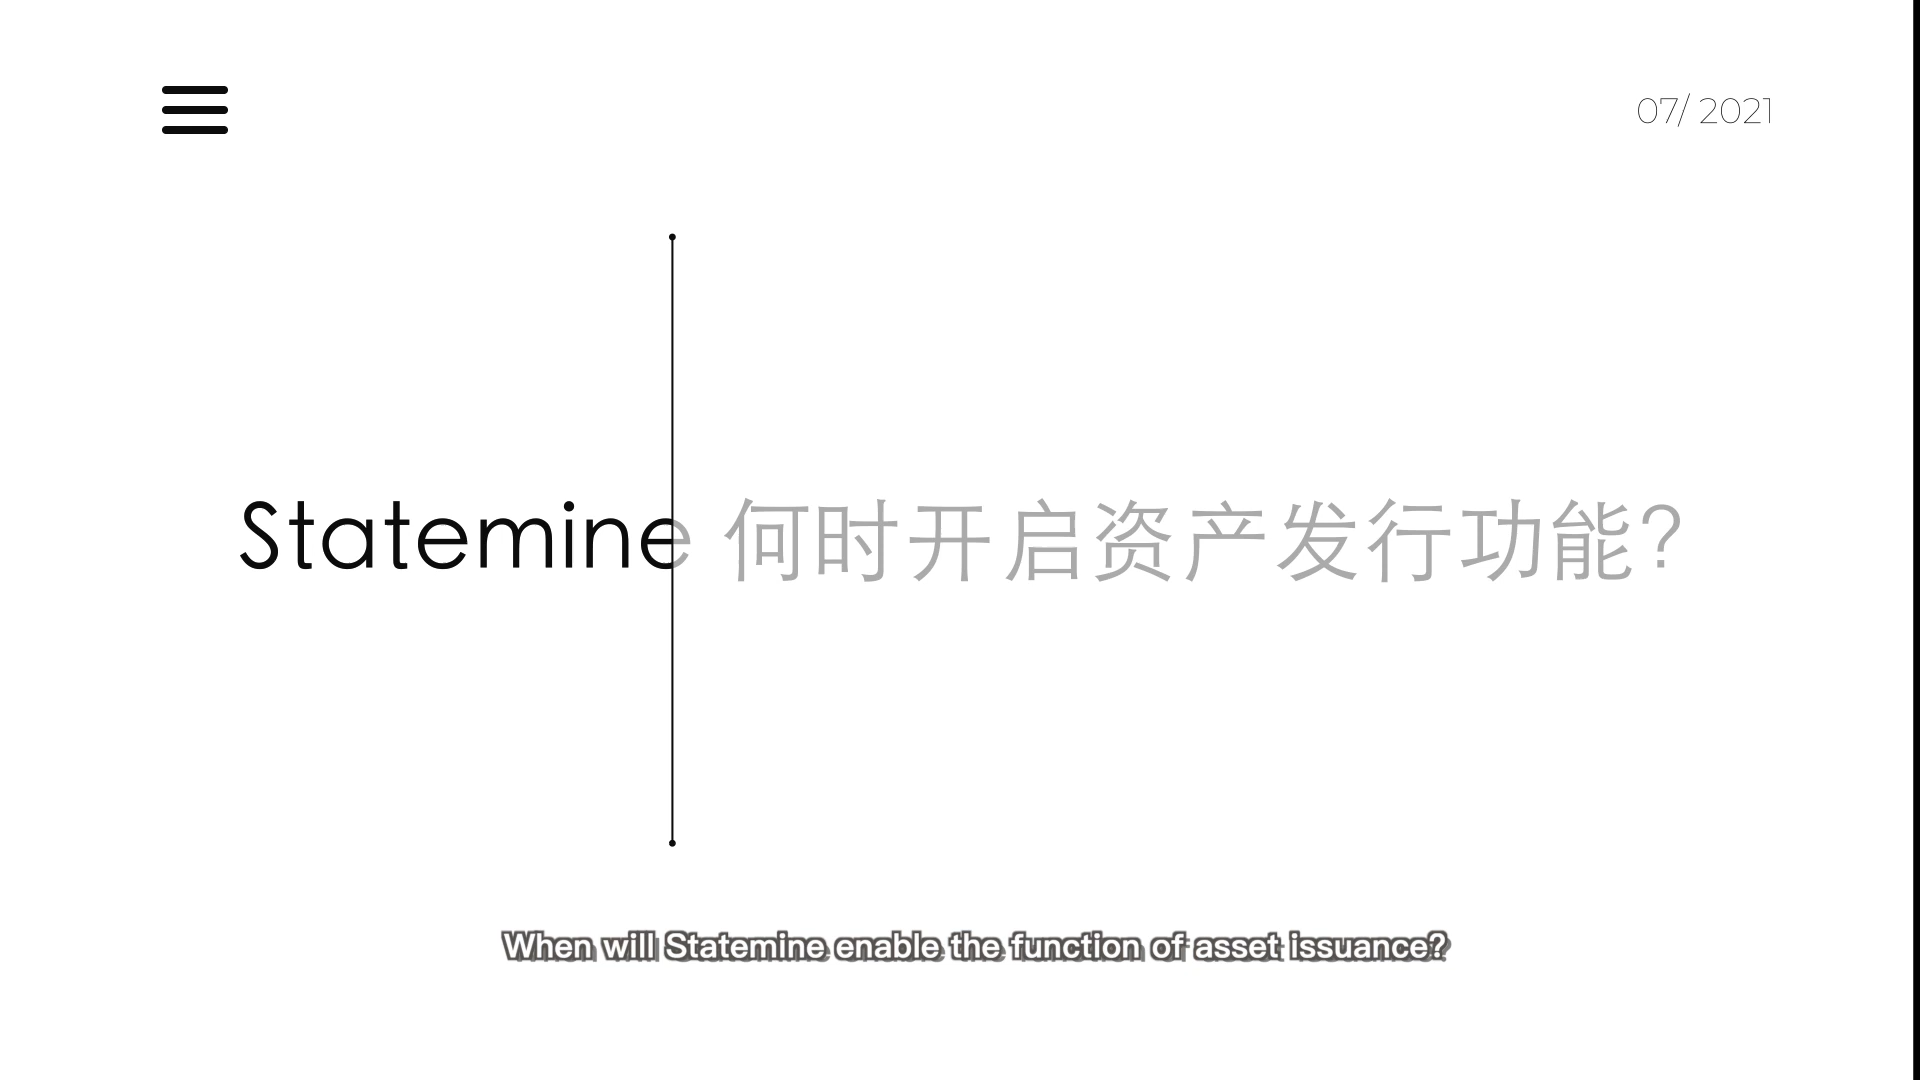 07/ 2021
Statemine 何时开启资产发行功能?
When will Statemine enable the function of asset issuance?